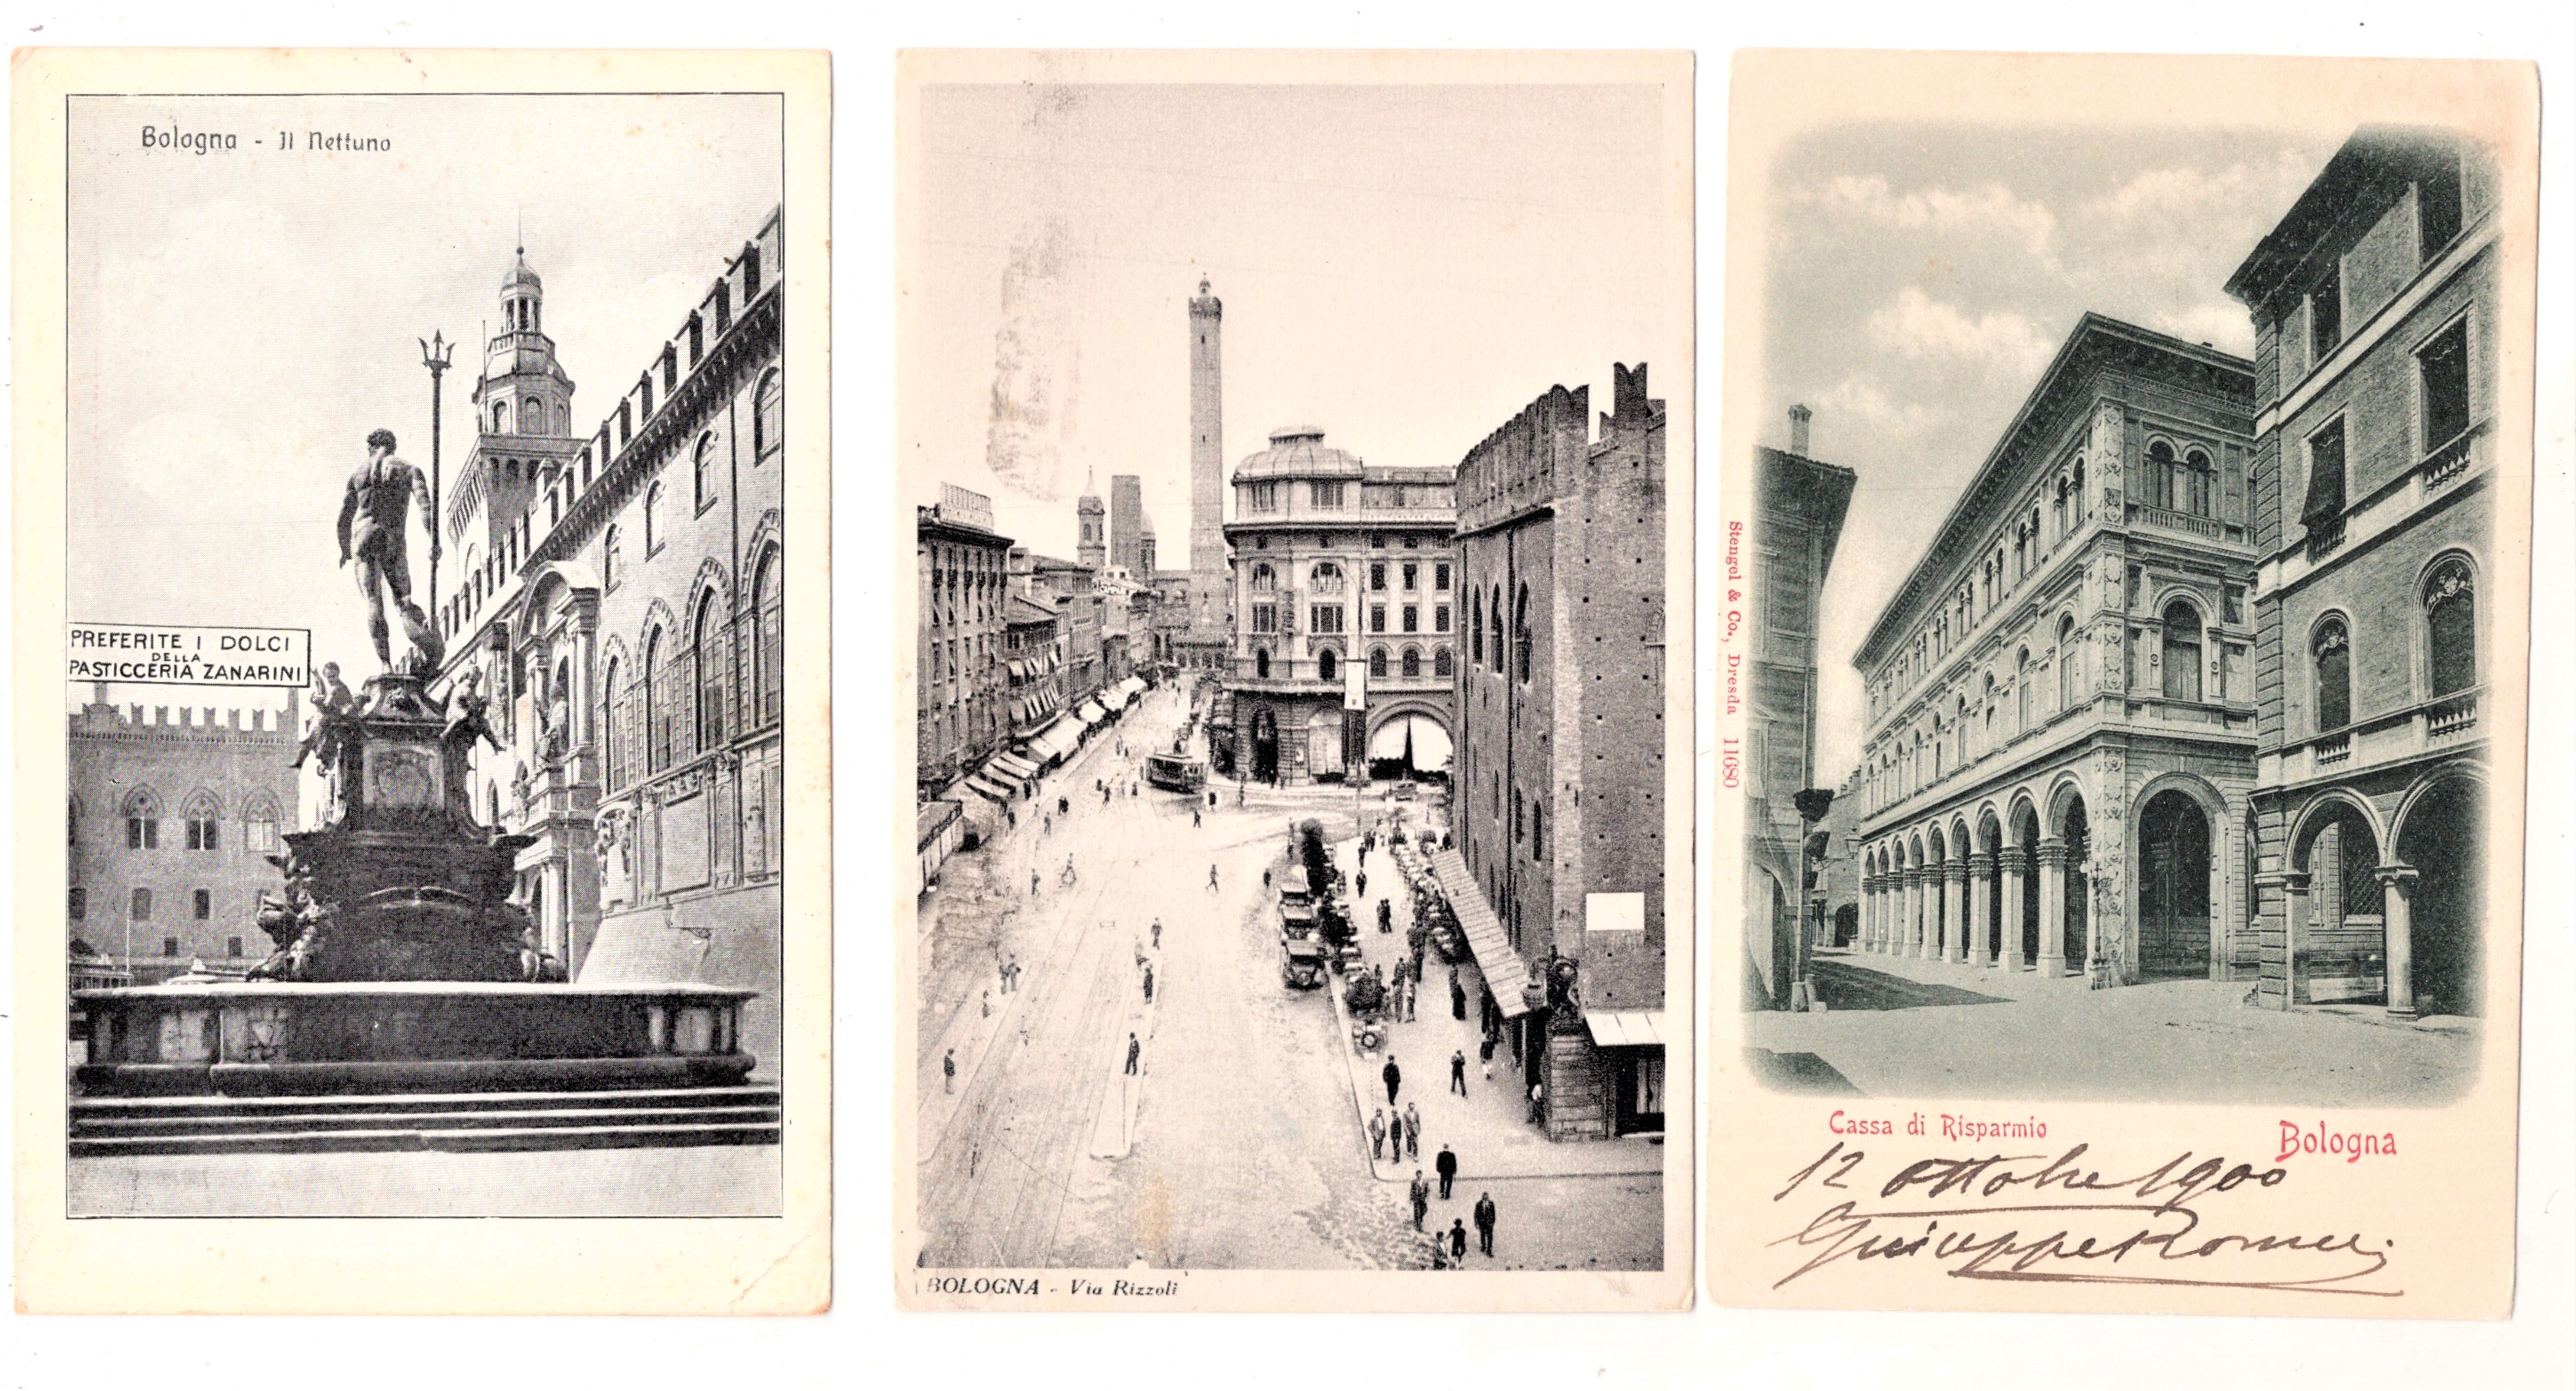 Bologna - Il Nettuno
PREFERITE I DOLCI
DELLA
PASTICCERIA ZANARINI
BOLOGNA - Via Rizzoli
Stengel & Co., Dresda 11680
Cassa di Risparmio
Bologna
12 ottobre 1900
Giuseppe